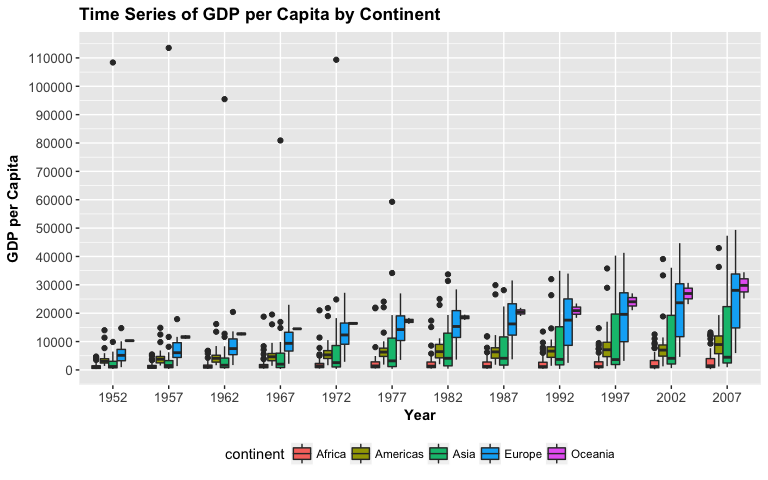 Time Series of GDP per Capita by Continent
GDP per Capita
110000
100000
90000
80000
70000
60000
50000
40000
30000
20000
10000
0
1952 1957 1962 1967 1972 1977 1982 1987 1992 1997 2002 2007
Year
continent Africa Americas Asia Europe Oceania